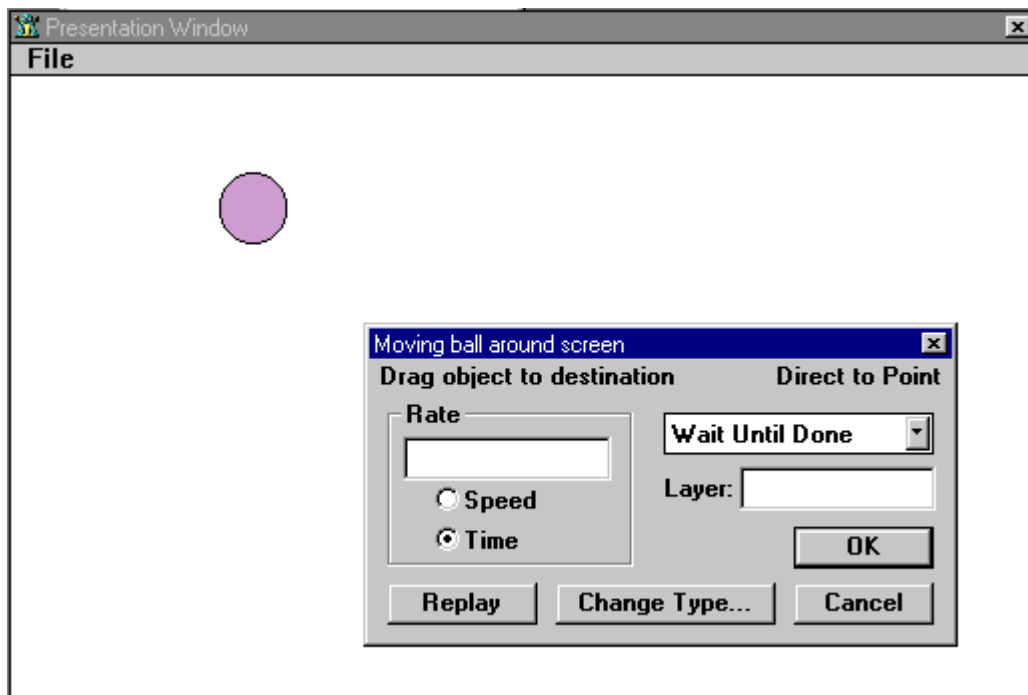 Presentation Window
File
Moving ball around screen
Drag object to destination Direct to Point
Rate
Wait Until Done
Layer:
Speed
Time
OK
Replay Change Type... Cancel